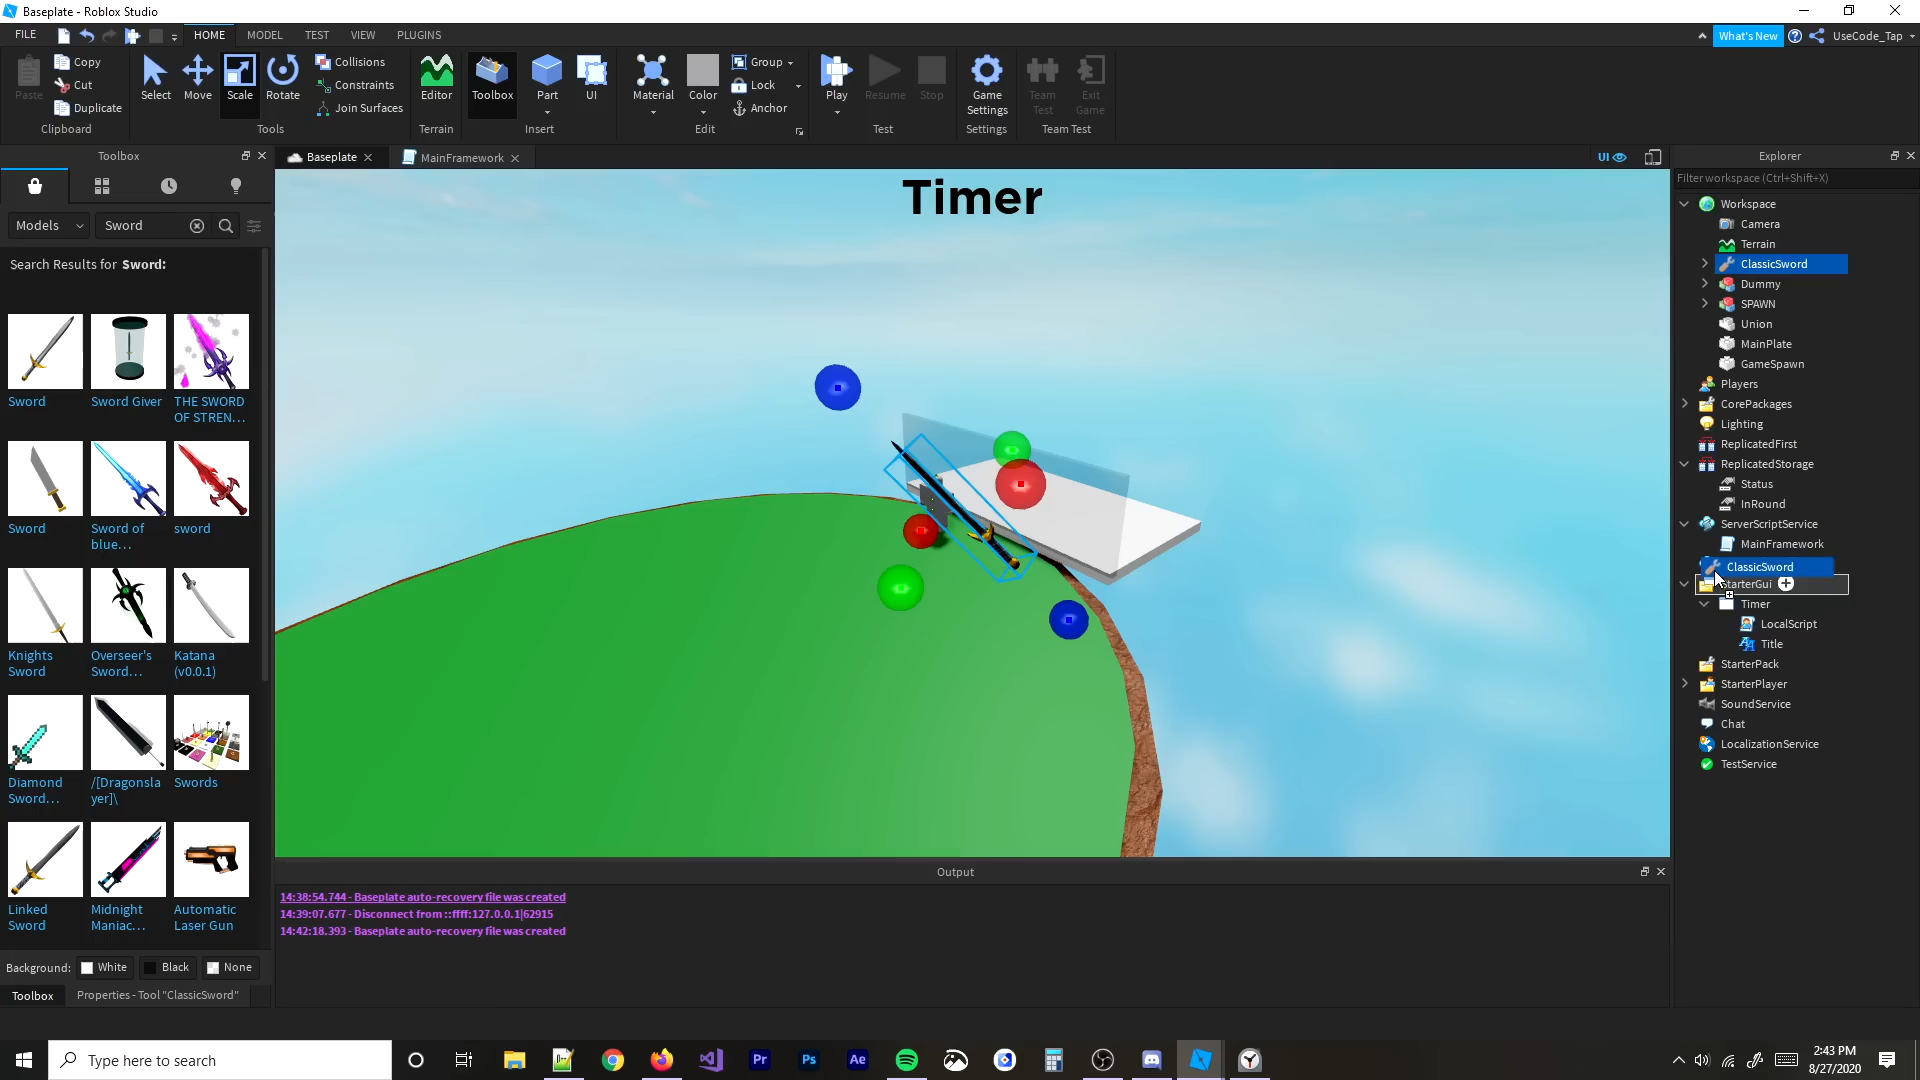 Baseplate - Roblox Studio
FILE
HOME
MODEL
TEST
VIEW
PLUGINS
What's New
UseCode_Tap
Paste
Copy
Cut
Duplicate
Clipboard
Select
Move
Scale
Rotate
Collisions
Constraints
Join Surfaces
Tools
Editor
Terrain
Toolbox
Part
UI
Insert
Material
Color
Group
Lock
Anchor
Edit
Play
Resume
Stop
Test
Game
Settings
Settings
Team
Test
Exit
Game
Team Test
Toolbox
Baseplate
MainFramework
UI
Explorer
Filter workspace (Ctrl+Shift+X)
Models
Sword
Search Results for Sword:
Sword
Sword Giver
THE SWORD
OF STREN...
Sword
Sword of
blue...
sword
Knights
Sword
Overseer's
Sword...
Katana
(v0.0.1)
Diamond
Sword...
/[Dragonsla
yer]\
Swords
Linked
Sword
Midnight
Maniac...
Automatic
Laser Gun
Background:
White
Black
None
Toolbox
Properties - Tool "ClassicSword"
Timer
Workspace
Camera
Terrain
ClassicSword
Dummy
SPAWN
Union
MainPlate
GameSpawn
Players
CorePackages
Lighting
ReplicatedFirst
ReplicatedStorage
Status
InRound
ServerScriptService
MainFramework
ClassicSword
StarterGui
Timer
LocalScript
Title
StarterPack
StarterPlayer
SoundService
Chat
LocalizationService
TestService
Output
14:38:54.744 - Baseplate auto-recovery file was created
14:39:07.677 - Disconnect from ::ffff:127.0.0.1|62915
14:42:18.393 - Baseplate auto-recovery file was created
Type here to search
Pr
Ps
Ae
2:43 PM
8/27/2020